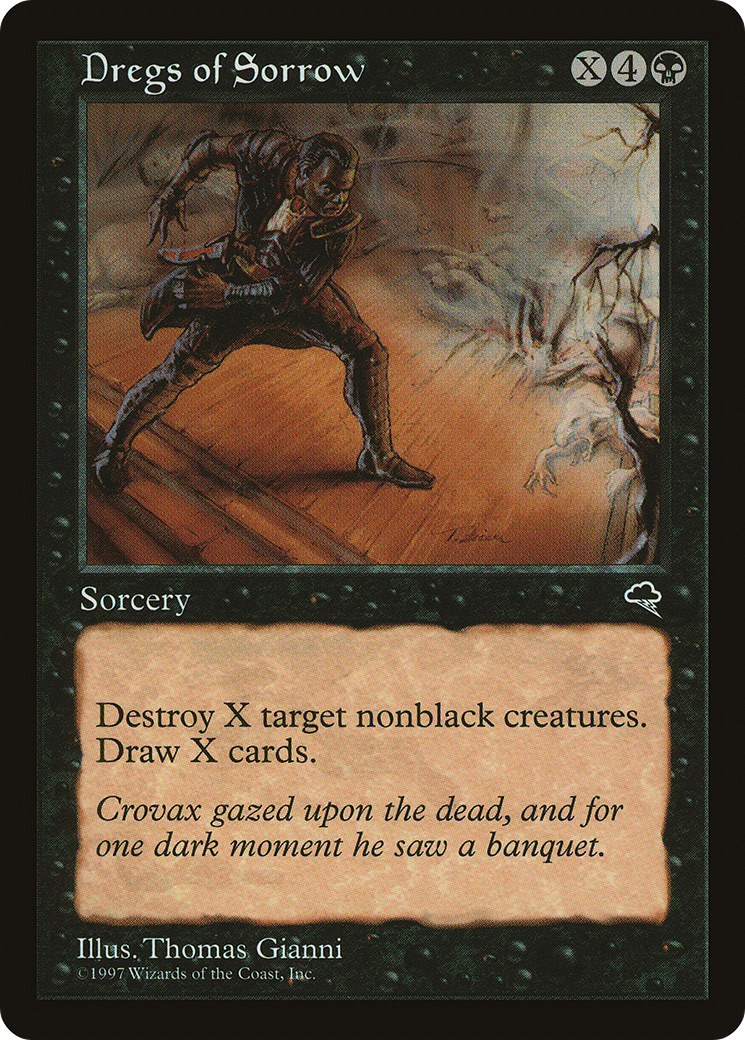 Dregs of Sorrow X4
Sorcery
Destroy X target nonblack creatures.
Draw X cards.
Crovax gazed upon the dead, and for
one dark moment he saw a banquet.
Illus. Thomas Gianni
©1997 Wizards of the Coast, Inc.